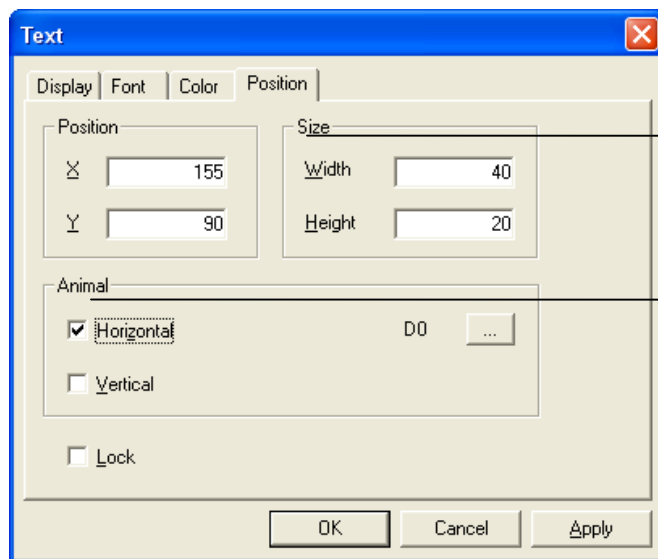 Text
Display Font Color Position
Position Size
X 155 Width 40
Y 90 Height 20
Animal
Horizontal D0 ...
Vertical
Lock
OK Cancel Apply